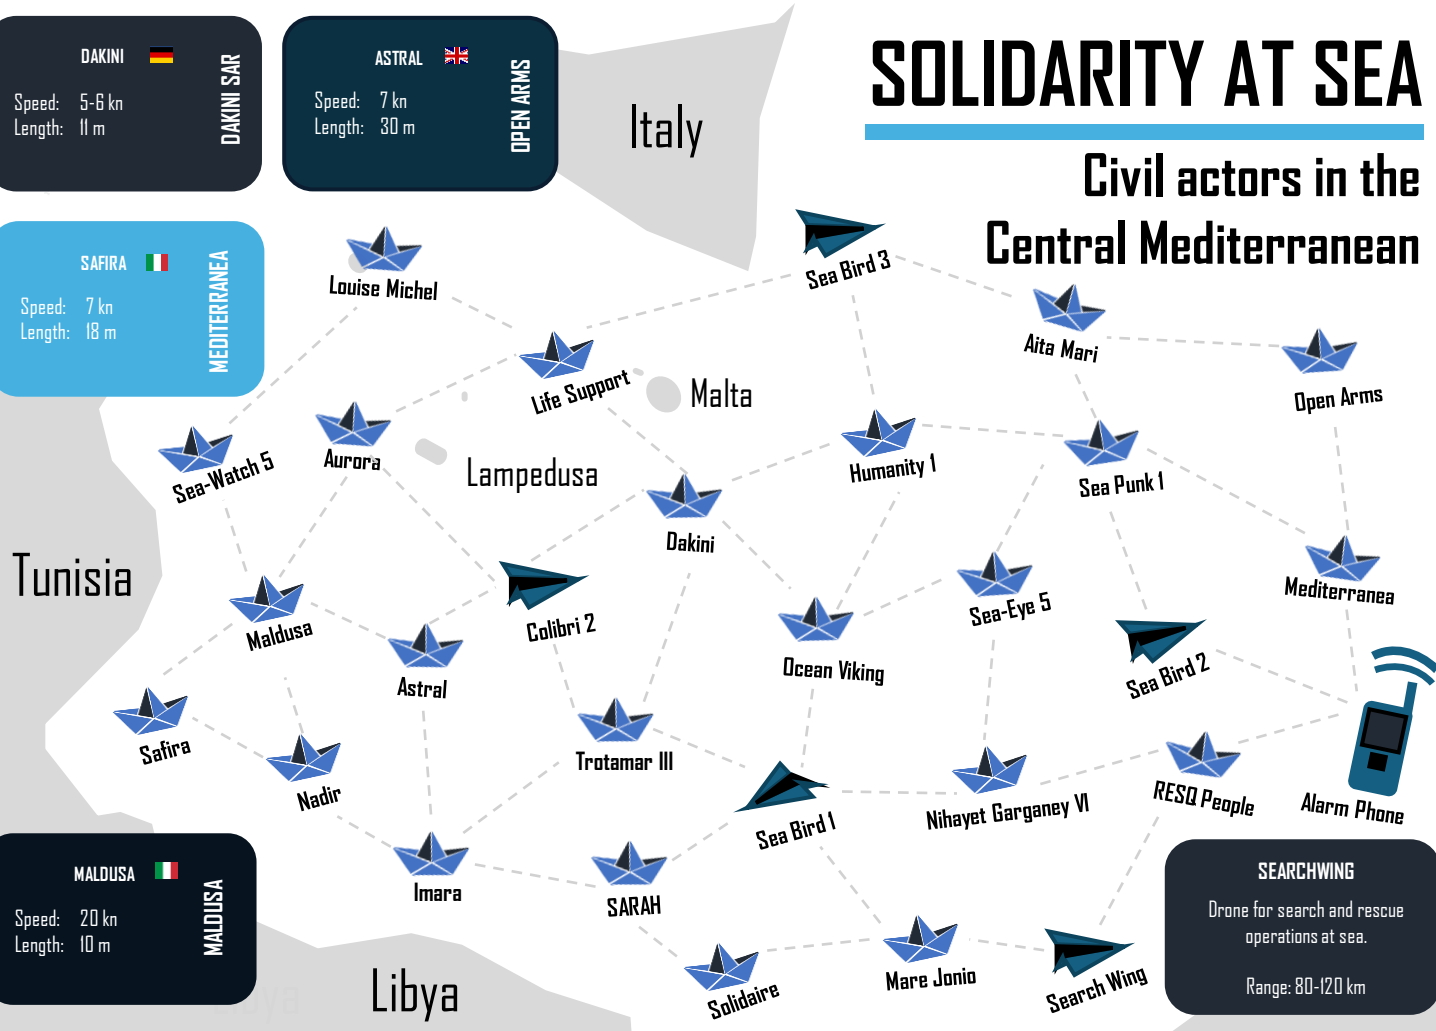 SOLIDARITY AT SEA
Civil actors in the
Central Mediterranean
DAKINI
Speed: 5-6 kn
Length: 11 m
DAKINI SAR
ASTRAL
Speed: 7 kn
Length: 30 m
OPEN ARMS
SAFIRA
Speed: 7 kn
Length: 18 m
MEDITERRANEA
MALDUSA
Speed: 20 kn
Length: 10 m
MALDUSA
Italy
Sea Bird 3
Louise Michel
Aita Mari
Life Support
Malta
Open Arms
Aurora
Sea-Watch 5
Lampedusa
Humanity 1
Sea Punk 1
Dakini
Tunisia
Mediterranea
Maldusa
Colibri 2
Sea-Eye 5
Astral
Ocean Viking
Sea Bird 2
Safira
Trotamar III
Nadir
Sea Bird 1
Nihayet Garganey VI
RESQ People
Alarm Phone
Imara
SARAH
Mare Jonio
Solidaire
Search Wing
Libya
Libya
SEARCHWING
Drone for search and rescue
operations at sea.
Range: 80-120 km